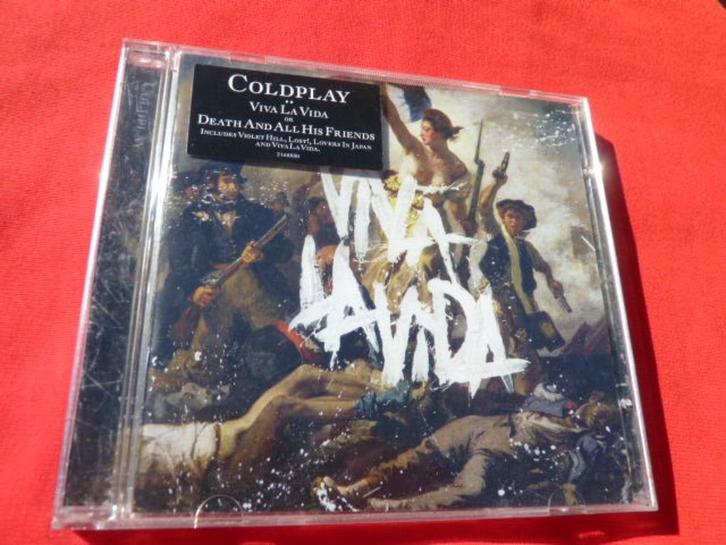 COLDPLAY
VIVA LA VIDA
OR
DEATH AND ALL HIS FRIENDS
INCLUDES VIOLET HILL, LOST!, LOVERS IN JAPAN
AND VIVA LA VIDA.
VIVA
LA VIDA
COLDPLAY